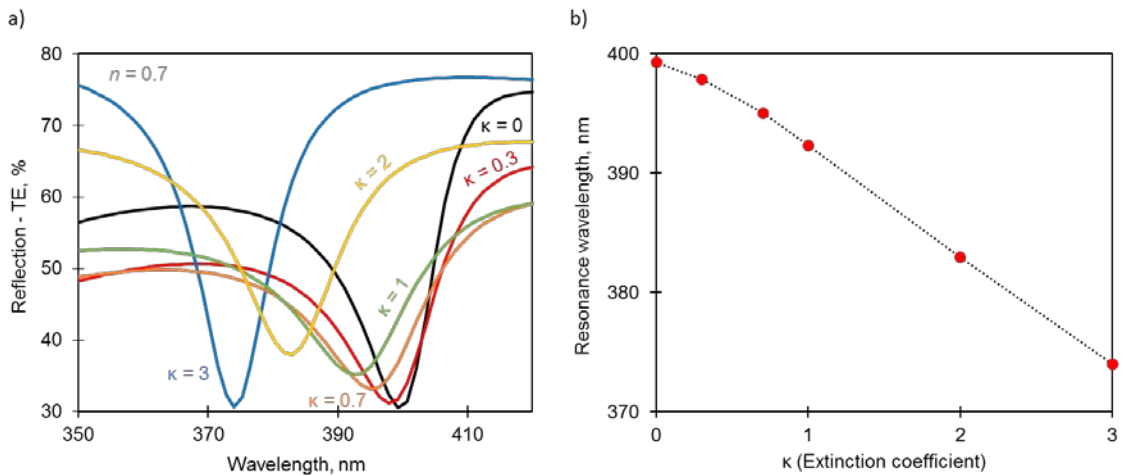 a)
80
70
60
50
40
30
350
370
390
410
Reflection - TE, %
Wavelength, nm
n = 0.7
κ = 0
κ = 0.3
κ = 2
κ = 1
κ = 0.7
κ = 3
b)
400
390
380
370
0
1
2
3
Resonance wavelength, nm
κ (Extinction coefficient)